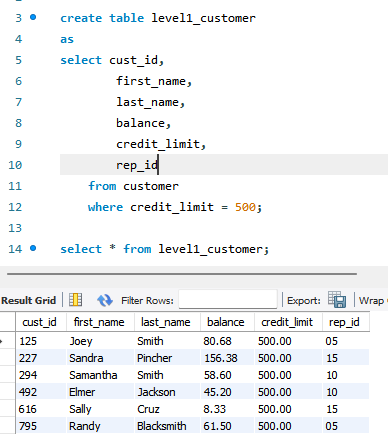 3 create table level1_customer
4 as
5 select cust_id,
6 first_name,
7 last_name,
8 balance,
9 credit_limit,
10 rep_id
11 from customer
12 where credit_limit = 500;
13
14 select * from level1_customer;
Result Grid Filter Rows: Export: Wrap C
cust_id first_name last_name balance credit_limit rep_id
125 Joey Smith 80.68 500.00 05
227 Sandra Pincher 156.38 500.00 15
294 Samantha Smith 58.60 500.00 10
492 Elmer Jackson 45.20 500.00 10
616 Sally Cruz 8.33 500.00 15
795 Randy Blacksmith 61.50 500.00 05